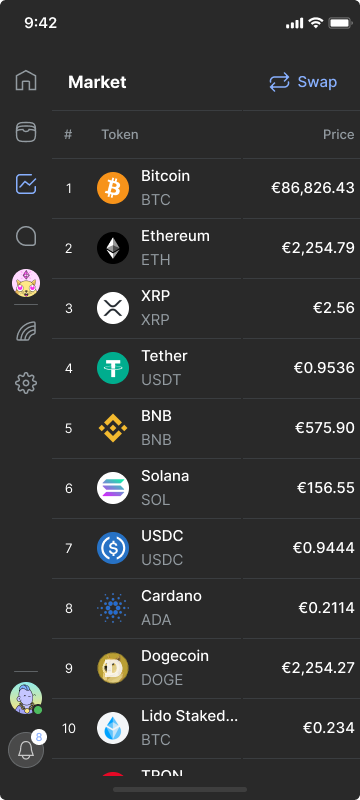 9:42
Market
Swap
# Token Price
1 Bitcoin €86,826.43
BTC
2 Ethereum €2,254.79
ETH
3 XRP €2.56
XRP
4 Tether €0.9536
USDT
5 BNB €575.90
BNB
6 Solana €156.55
SOL
7 USDC €0.9444
USDC
8 Cardano €0.2114
ADA
9 Dogecoin €2,254.27
DOGE
10 Lido Staked... €0.234
BTC
8
TRON